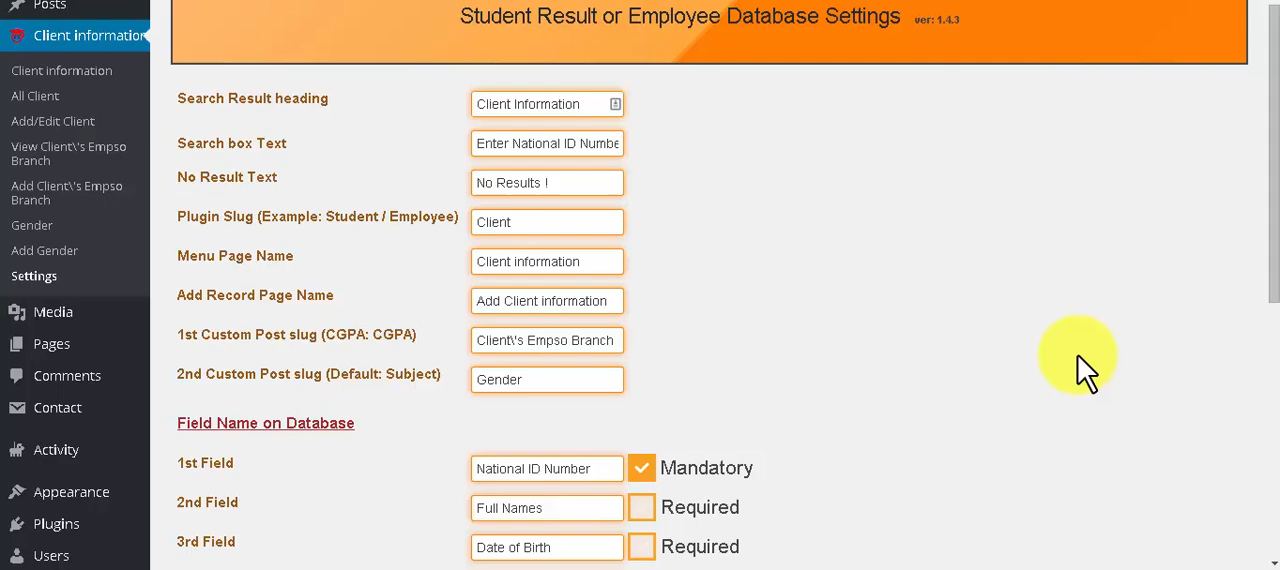 Posts
Client information
Client information
All Client
Add/Edit Client
View Client\'s Empso
Branch
Add Client\'s Empso
Branch
Gender
Add Gender
Settings
Media
Pages
Comments
Contact
Activity
Appearance
Plugins
Users
Student Result or Employee Database Settings ver: 1.4.3
Search Result heading Client Information
Search box Text Enter National ID Numbe
No Result Text No Results !
Plugin Slug (Example: Student / Employee) Client
Menu Page Name Client information
Add Record Page Name Add Client information
1st Custom Post slug (CGPA: CGPA) Client\'s Empso Branch
2nd Custom Post slug (Default: Subject) Gender
Field Name on Database
1st Field National ID Number Mandatory
2nd Field Full Names Required
3rd Field Date of Birth Required